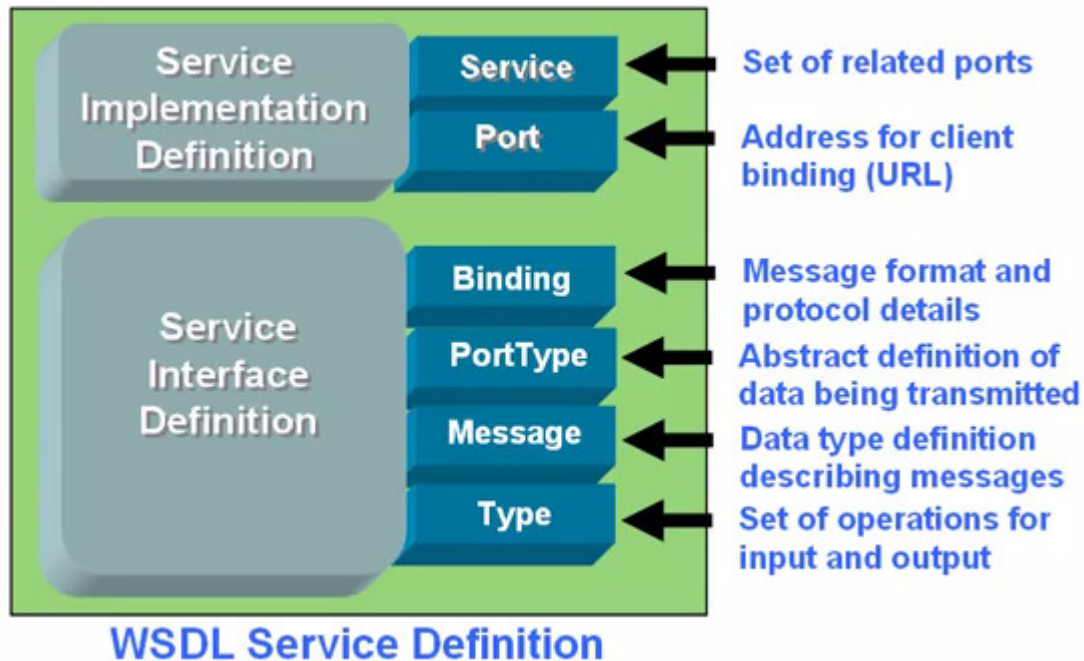 Service
Implementation
Definition
Service
Set of related ports
Port
Address for client
binding (URL)
Service
Interface
Definition
Binding
Message format and
protocol details
PortType
Abstract definition of
data being transmitted
Message
Data type definition
describing messages
Type
Set of operations for
input and output
WSDL Service Definition